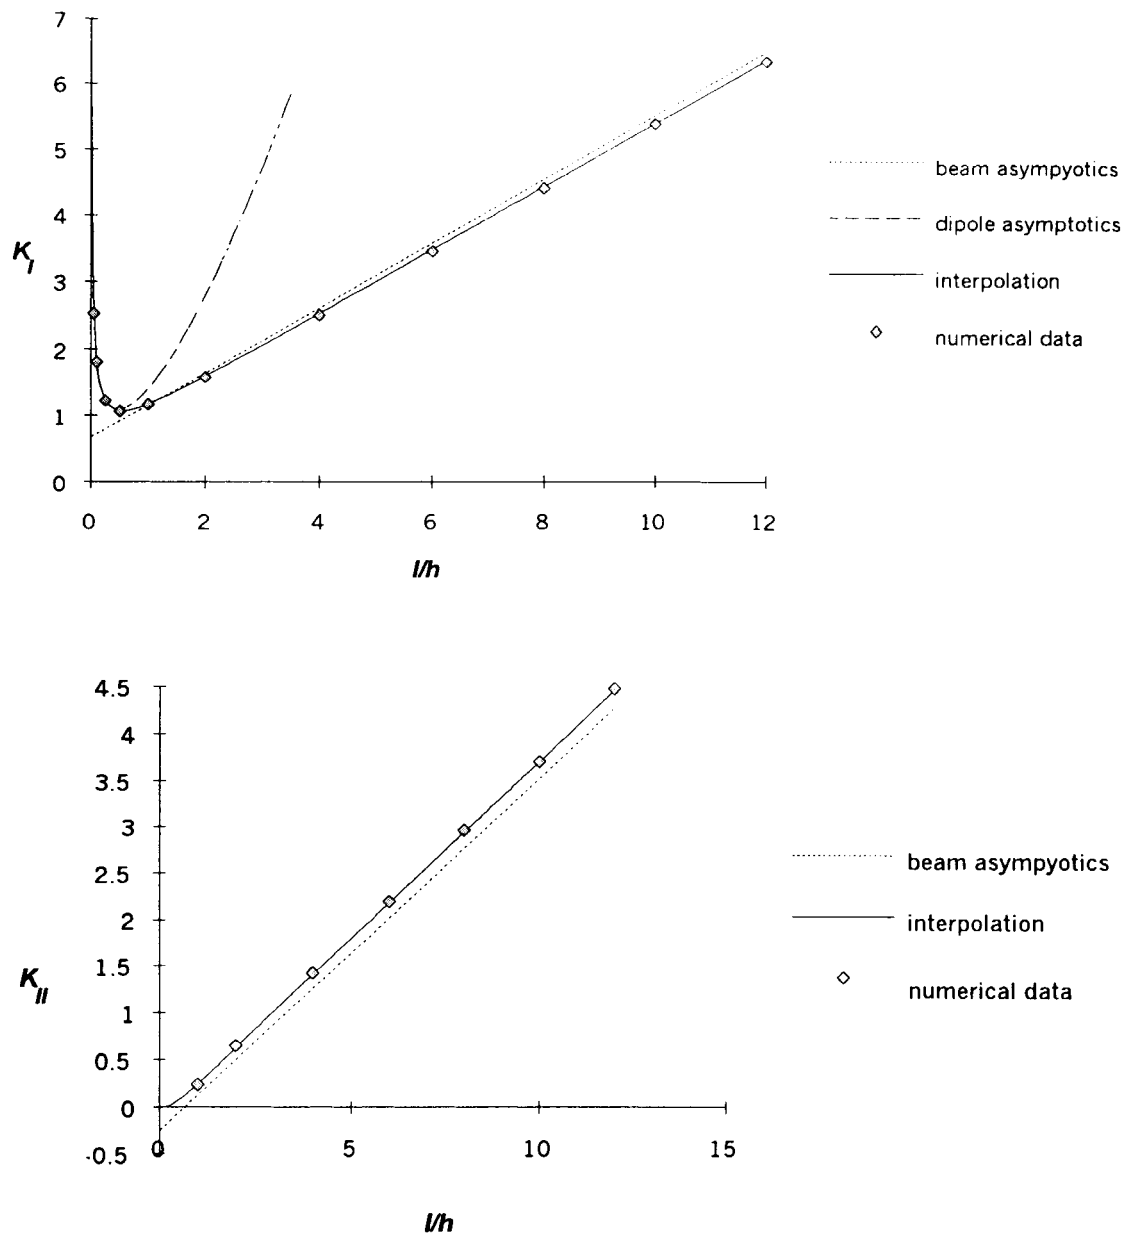 7
6
5
4
3
2
1
0
K_I
0 2 4 6 8 10 12
l/h
beam asympyotics
dipole asymptotics
interpolation
numerical data
4.5
4
3.5
3
2.5
2
1.5
1
0.5
0
-0.5
K_II
0 5 10 15
l/h
beam asympyotics
interpolation
numerical data